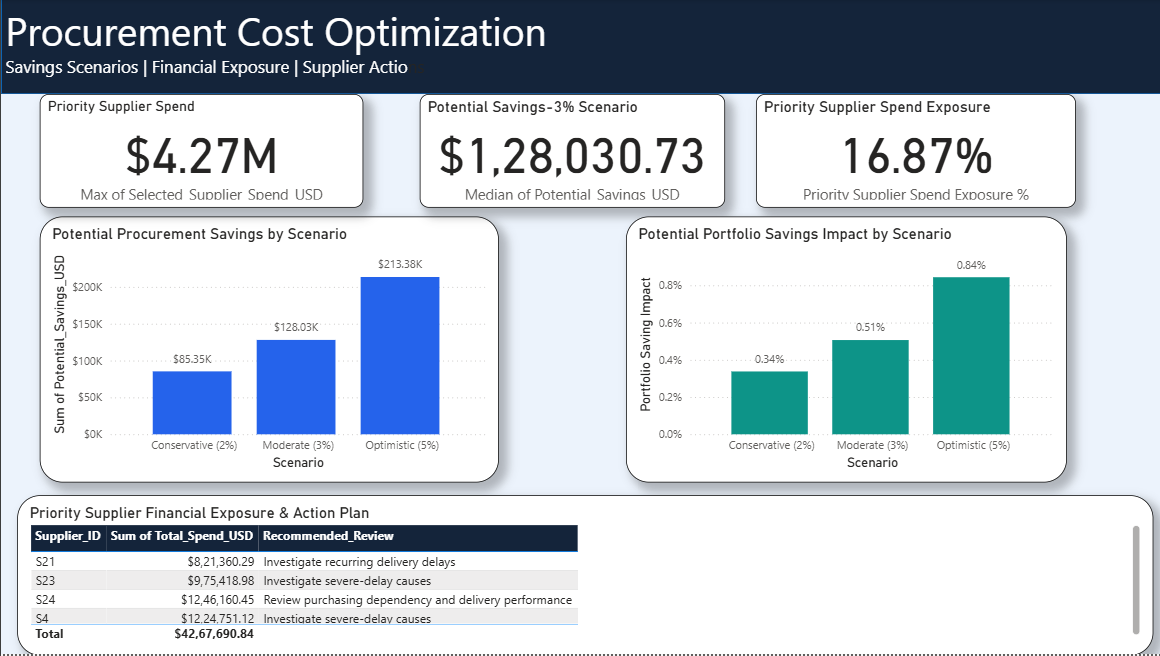 Procurement Cost Optimization
Savings Scenarios | Financial Exposure | Supplier Actio
Priority Supplier Spend
$4.27M
Max of Selected_Supplier_Spend_USD
Potential Savings-3% Scenario
$1,28,030.73
Median of Potential_Savings_USD
Priority Supplier Spend Exposure
16.87%
Priority Supplier Spend Exposure %
Potential Procurement Savings by Scenario
Sum of Potential_Savings_USD
$200K
$150K
$100K
$50K
$0K
$85.35K
$128.03K
$213.38K
Conservative (2%)
Moderate (3%)
Optimistic (5%)
Scenario
Potential Portfolio Savings Impact by Scenario
Portfolio Saving Impact
0.8%
0.6%
0.4%
0.2%
0.0%
0.34%
0.51%
0.84%
Conservative (2%)
Moderate (3%)
Optimistic (5%)
Scenario
Priority Supplier Financial Exposure & Action Plan
Supplier_ID Sum of Total_Spend_USD Recommended_Review
S21 $8,21,360.29 Investigate recurring delivery delays
S23 $9,75,418.98 Investigate severe-delay causes
S24 $12,46,160.45 Review purchasing dependency and delivery performance
S4 $12,24,751.12 Investigate severe-delay causes
Total $42,67,690.84